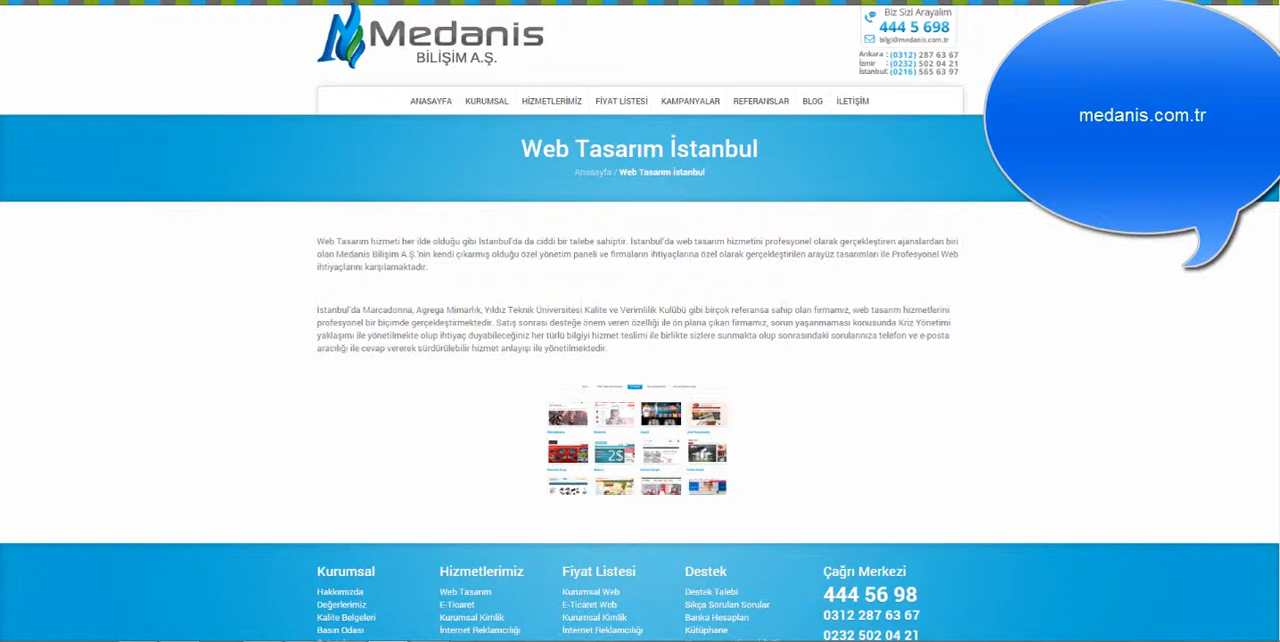 Medanis
BİLİŞİM A.Ş.
Biz Sizi Arayalım
444 5 698
bilgi@medanis.com.tr
Ankara : (0312) 287 63 67
İzmir : (0232) 502 04 21
İstanbul: (0216) 565 63 97
medanis.com.tr
ANASAYFA KURUMSAL HİZMETLERİMİZ FİYAT LİSTESİ KAMPANYALAR REFERANSLAR BLOG İLETİŞİM
Web Tasarım İstanbul
Anasayfa / Web Tasarım İstanbul
Web Tasarım hizmeti her ilde olduğu gibi İstanbul'da da ciddi bir talebe sahiptir. İstanbul'da web tasarım hizmetini profesyonel olarak gerçekleştiren ajanslardan biri
olan Medanis Bilişim A.Ş.'nin kendi çıkarmış olduğu özel yönetim paneli ve firmaların ihtiyaçlarına özel olarak gerçekleştirilen arayüz tasarımları ile Profesyonel Web
ihtiyaçlarını karşılamaktadır.
İstanbul'da Marcadonna, Agrega Mimarlık, Yıldız Teknik Üniversitesi Kalite ve Verimlilik Kulübü gibi birçok referansa sahip olan firmamız, web tasarım hizmetlerini
profesyonel bir biçimde gerçekleştirmektedir. Satış sonrası desteğe önem veren özelliği ile ön plana çıkan firmamız, sorun yaşanmaması konusunda Kriz Yönetimi
yaklaşımı ile yönetilmekte olup ihtiyaç duyabileceğiniz her türlü bilgiyi hizmet teslimi ile birlikte sizlere sunmakta olup sonrasındaki sorularınıza telefon ve e-posta
aracılığı ile cevap vererek sürdürülebilir hizmet anlayışı ile yönetilmektedir.
2$
Kurumsal Hizmetlerimiz Fiyat Listesi Destek Çağrı Merkezi
Hakkımızda Web Tasarım Kurumsal Web Destek Talebi 444 56 98
Değerlerimiz E-Ticaret E-Ticaret Web Sıkça Sorulan Sorular
Kalite Belgeleri Kurumsal Kimlik Kurumsal Kimlik Banka Hesapları 0312 287 63 67
Basın Odası İnternet Reklamcılığı İnternet Reklamcılığı Kütüphane 0232 502 04 21